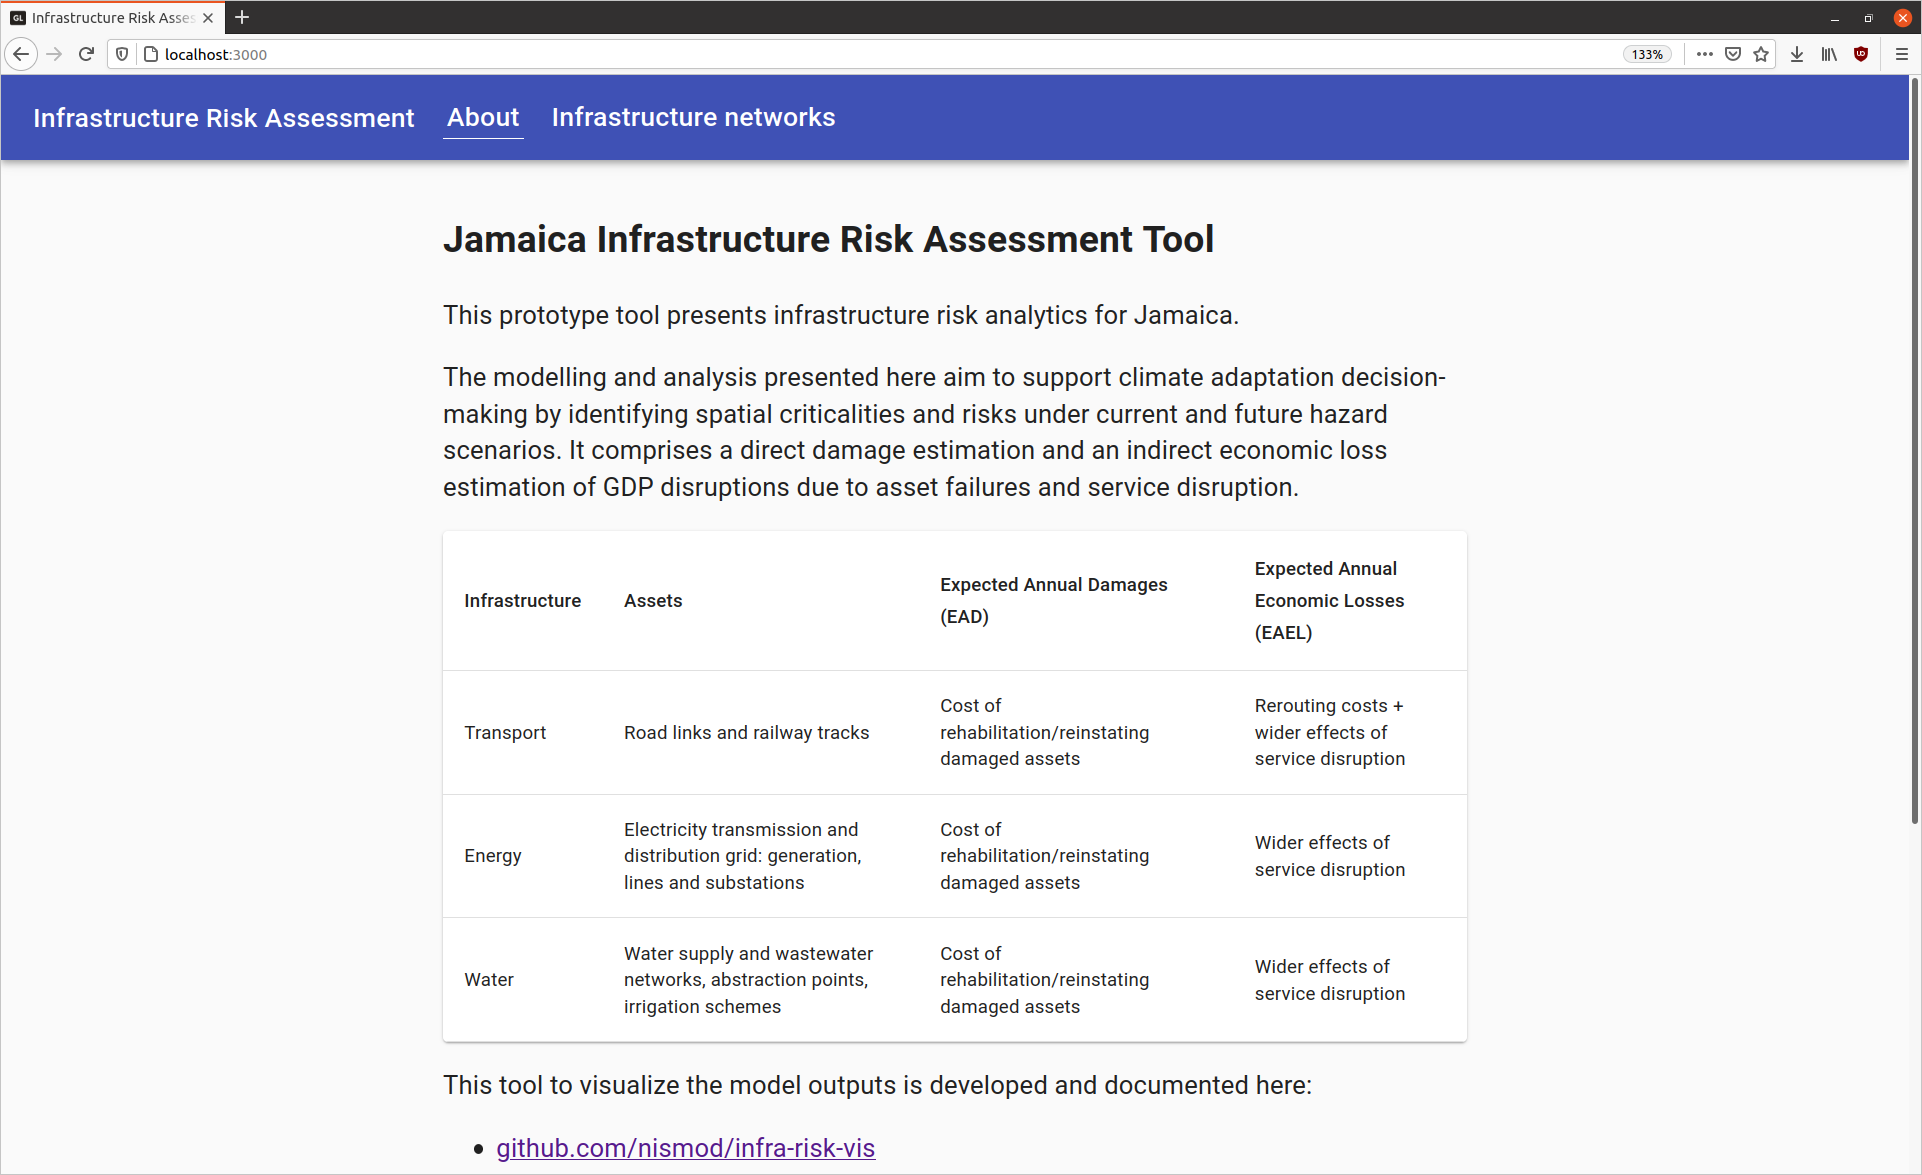 GL Infrastructure Risk Asses
localhost:3000
133%
Infrastructure Risk Assessment About Infrastructure networks
Jamaica Infrastructure Risk Assessment Tool
This prototype tool presents infrastructure risk analytics for Jamaica.
The modelling and analysis presented here aim to support climate adaptation decision-
making by identifying spatial criticalities and risks under current and future hazard
scenarios. It comprises a direct damage estimation and an indirect economic loss
estimation of GDP disruptions due to asset failures and service disruption.
Infrastructure
Assets
Expected Annual Damages
(EAD)
Expected Annual
Economic Losses
(EAEL)
Transport
Road links and railway tracks
Cost of
rehabilitation/reinstating
damaged assets
Rerouting costs +
wider effects of
service disruption
Energy
Electricity transmission and
distribution grid: generation,
lines and substations
Cost of
rehabilitation/reinstating
damaged assets
Wider effects of
service disruption
Water
Water supply and wastewater
networks, abstraction points,
irrigation schemes
Cost of
rehabilitation/reinstating
damaged assets
Wider effects of
service disruption
This tool to visualize the model outputs is developed and documented here:
• github.com/nismod/infra-risk-vis